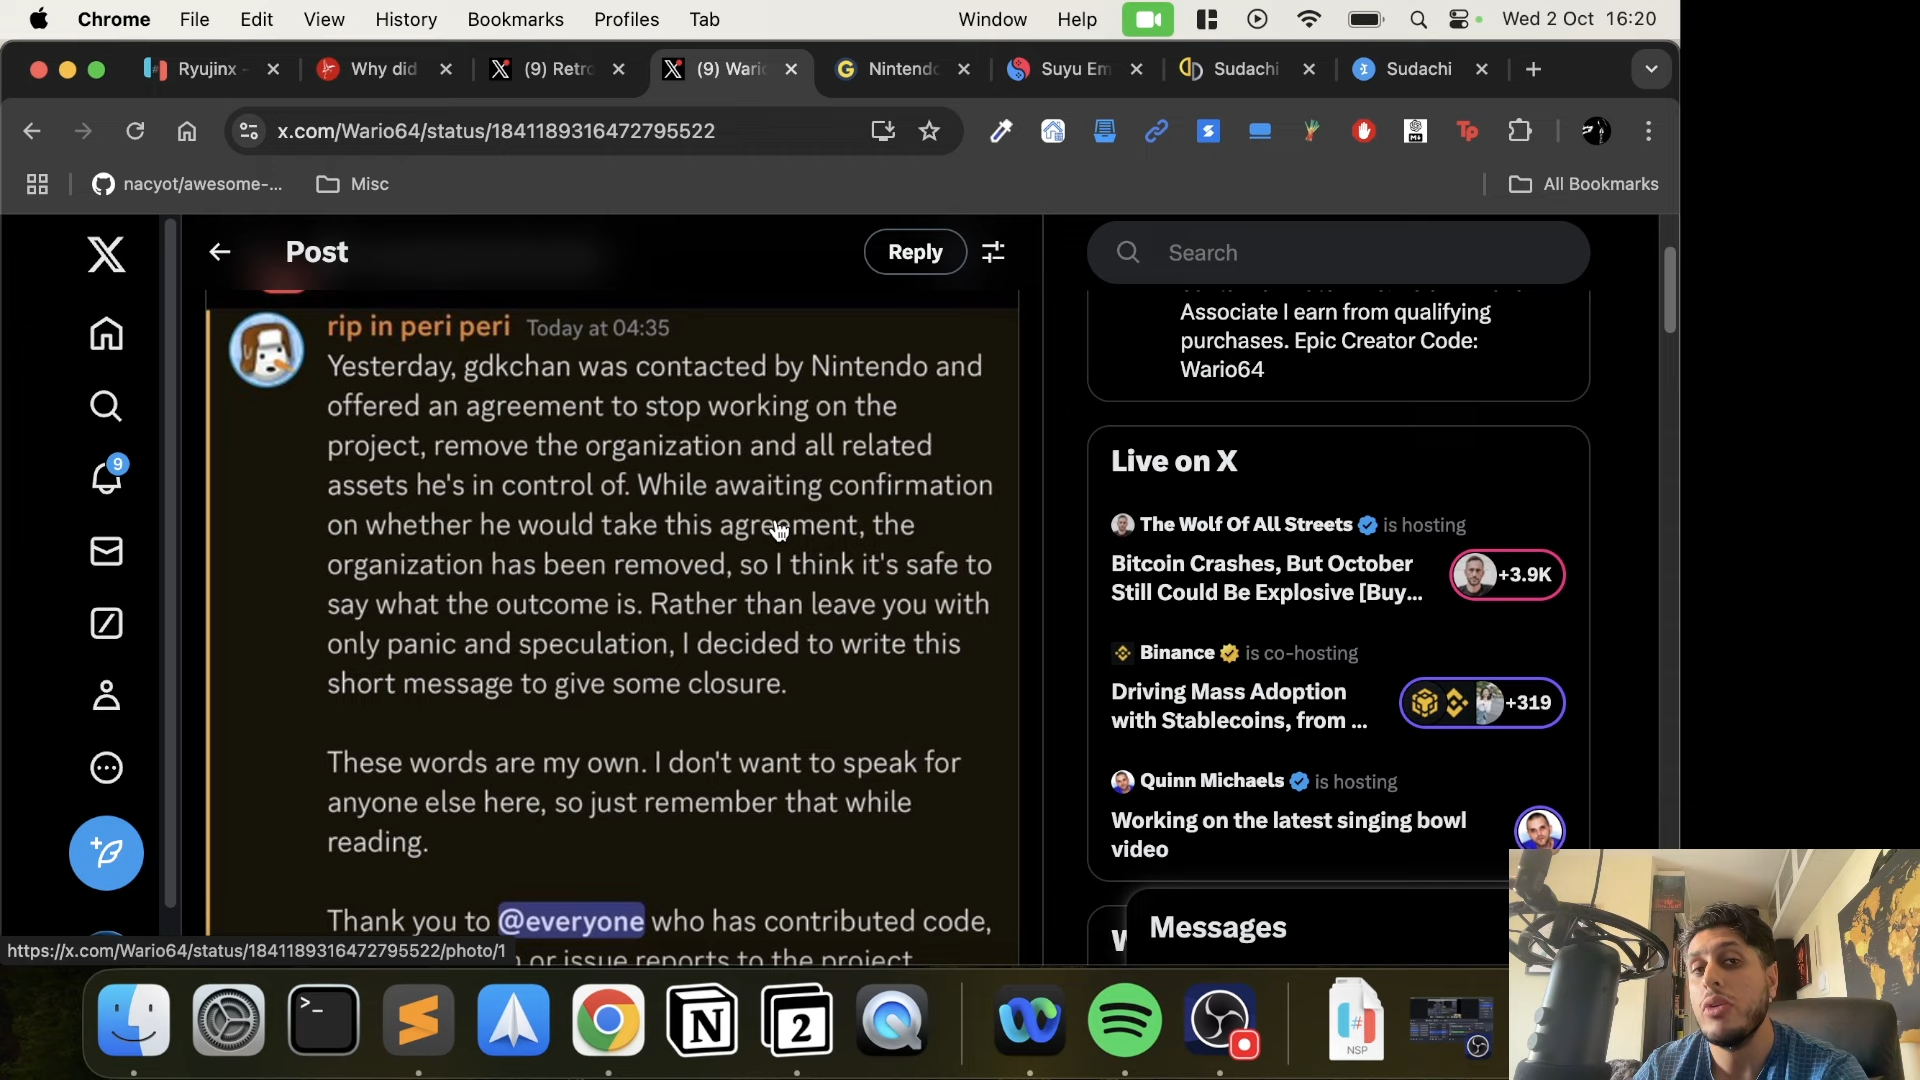 Chrome File Edit View History Bookmarks Profiles Tab Window Help Wed 2 Oct 16:20
Ryujinx - Why did (9) Retro (9) Wario Nintendo Suyu Em Sudachi Sudachi
x.com/Wario64/status/1841189316472795522
nacyot/awesome-... Misc All Bookmarks
Post Reply
Search
9
rip in peri peri Today at 04:35
Yesterday, gdkchan was contacted by Nintendo and
offered an agreement to stop working on the
project, remove the organization and all related
assets he's in control of. While awaiting confirmation
on whether he would take this agreement, the
organization has been removed, so I think it's safe to
say what the outcome is. Rather than leave you with
only panic and speculation, I decided to write this
short message to give some closure.
These words are my own. I don't want to speak for
anyone else here, so just remember that while
reading.
Thank you to @everyone who has contributed code,
or issue reports to the project
Associate I earn from qualifying
purchases. Epic Creator Code:
Wario64
Live on X
The Wolf Of All Streets is hosting
Bitcoin Crashes, But October
Still Could Be Explosive [Buy...
+3.9K
Binance is co-hosting
Driving Mass Adoption
with Stablecoins, from ...
+319
Quinn Michaels is hosting
Working on the latest singing bowl
video
Messages
https://x.com/Wario64/status/1841189316472795522/photo/1
2
NSP